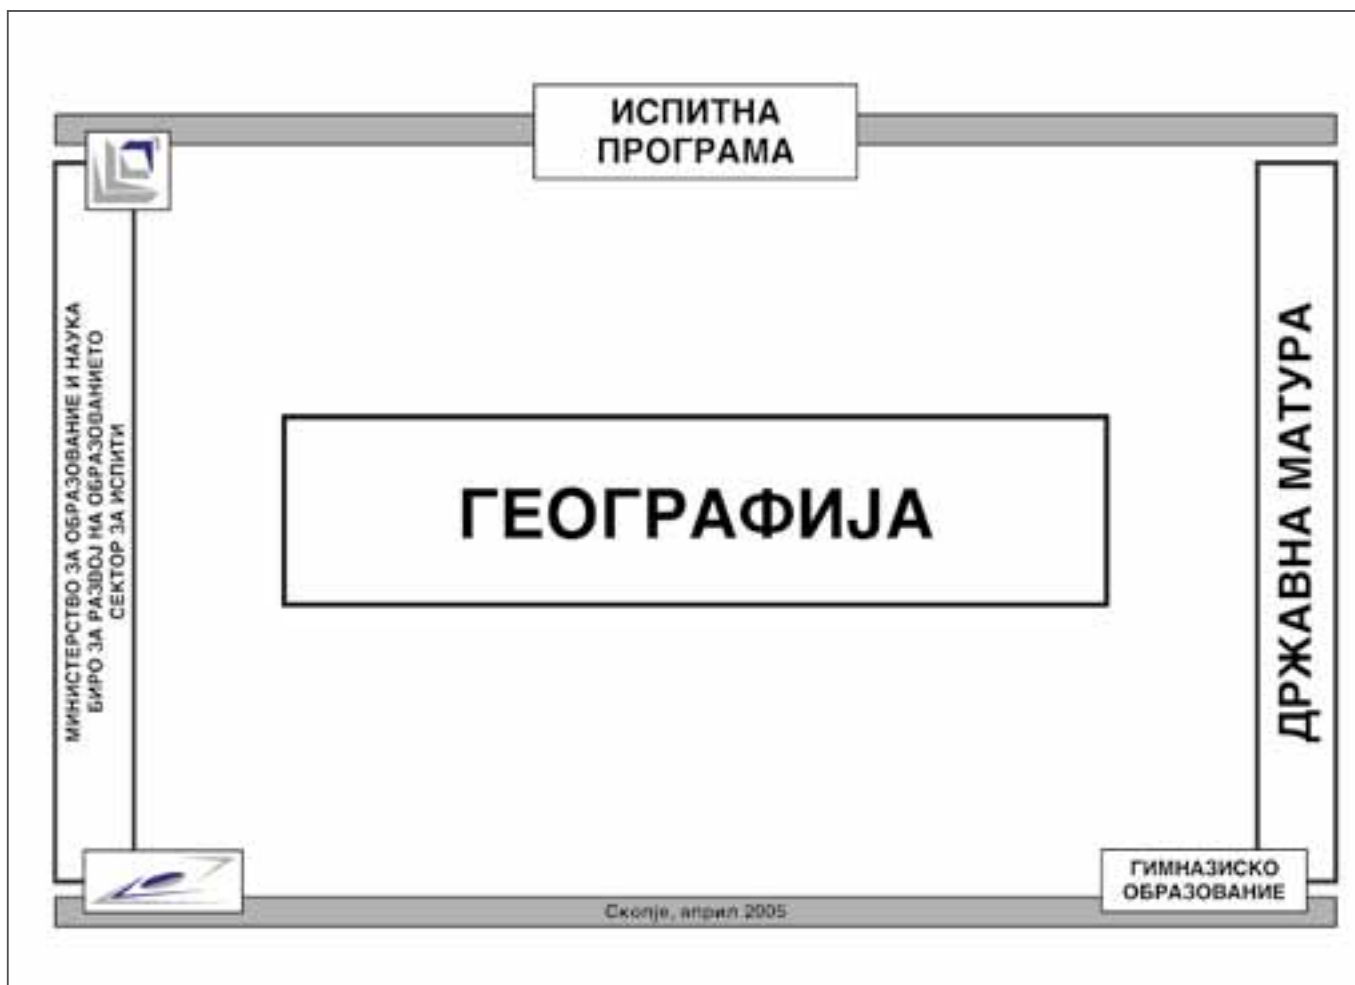 ИСПИТНА
ПРОГРАМА
МИНИСТЕРСТВО ЗА ОБРАЗОВАНИЕ И НАУКА
БИРО ЗА РАЗВОЈ НА ОБРАЗОВАНИЕТО
СЕКТОР ЗА ИСПИТИ
ГЕОГРАФИЈА
ДРЖАВНА МАТУРА
ГИМНАЗИСКО
ОБРАЗОВАНИЕ
Скопје, април 2005